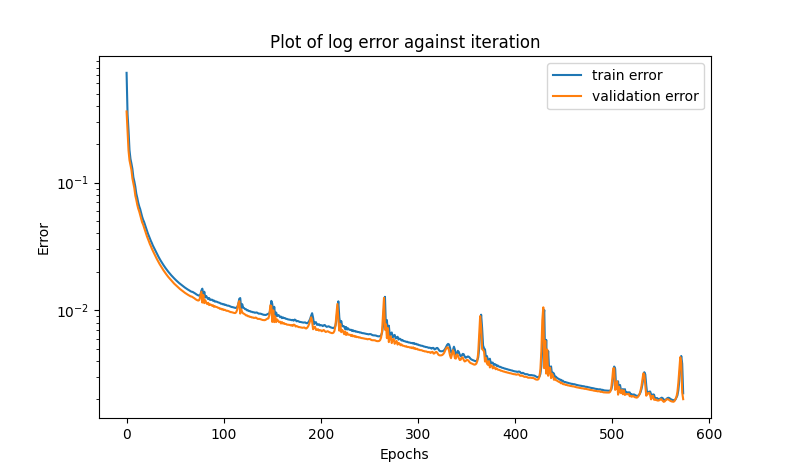 Plot of log error against iteration
train error
validation error
Error
10⁻¹
10⁻²
0 100 200 300 400 500 600
Epochs